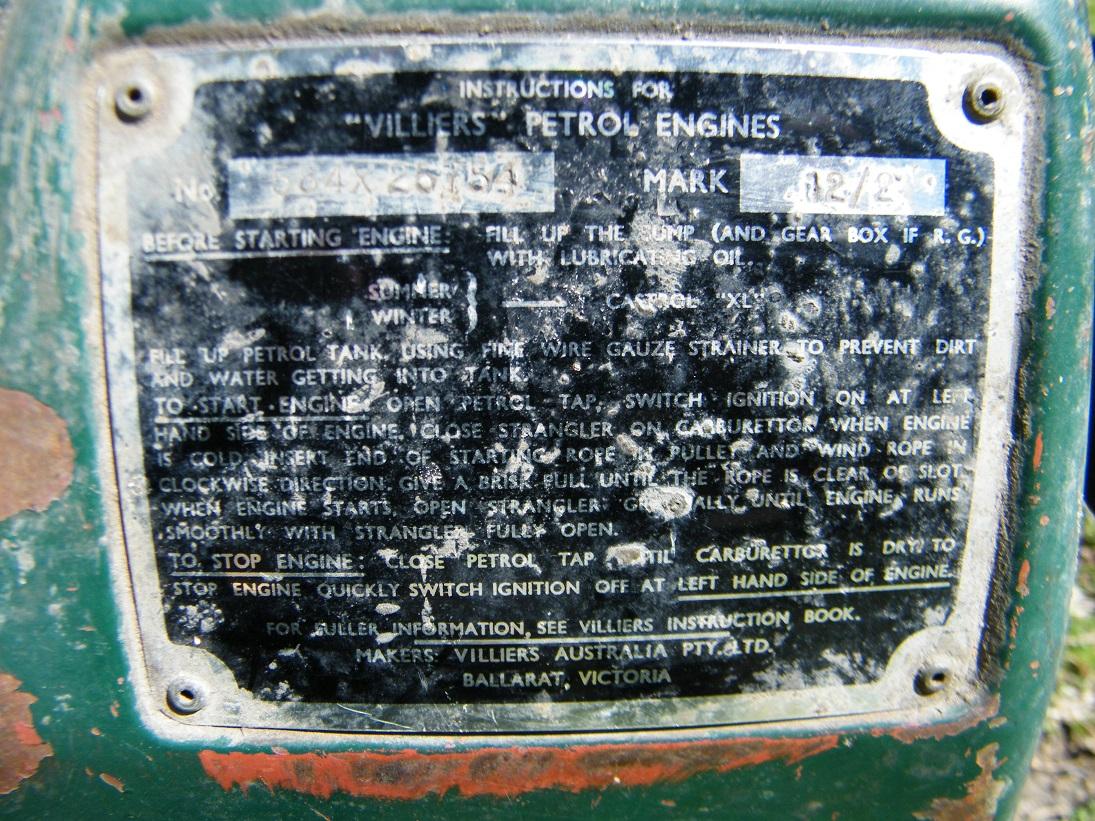 INSTRUCTIONS FOR
"VILLIERS" PETROL ENGINES
No. MARK 12/2
BEFORE STARTING ENGINE. FILL UP THE SUMP (AND GEAR BOX IF R. G.)
WITH LUBRICATING OIL.
SUMMER
WINTER } — CASTROL "XL"
FILL UP PETROL TANK, USING FINE WIRE GAUZE STRAINER TO PREVENT DIRT
AND WATER GETTING INTO TANK.
TO START ENGINE: OPEN PETROL TAP, SWITCH IGNITION ON AT LEFT
HAND SIDE OF ENGINE, CLOSE STRANGLER ON CARBURETTOR WHEN ENGINE
IS COLD, INSERT END OF STARTING ROPE IN PULLEY AND WIND ROPE IN
CLOCKWISE DIRECTION. GIVE A BRISK PULL UNTIL THE ROPE IS CLEAR OF SLOT.
WHEN ENGINE STARTS, OPEN STRANGLER GRADUALLY UNTIL ENGINE RUNS
SMOOTHLY WITH STRANGLER FULLY OPEN.
TO STOP ENGINE: CLOSE PETROL TAP UNTIL CARBURETTOR IS DRY. TO
STOP ENGINE QUICKLY SWITCH IGNITION OFF AT LEFT HAND SIDE OF ENGINE.
FOR FULLER INFORMATION, SEE VILLIERS INSTRUCTION BOOK.
MAKERS: VILLIERS AUSTRALIA PTY. LTD.
BALLARAT, VICTORIA